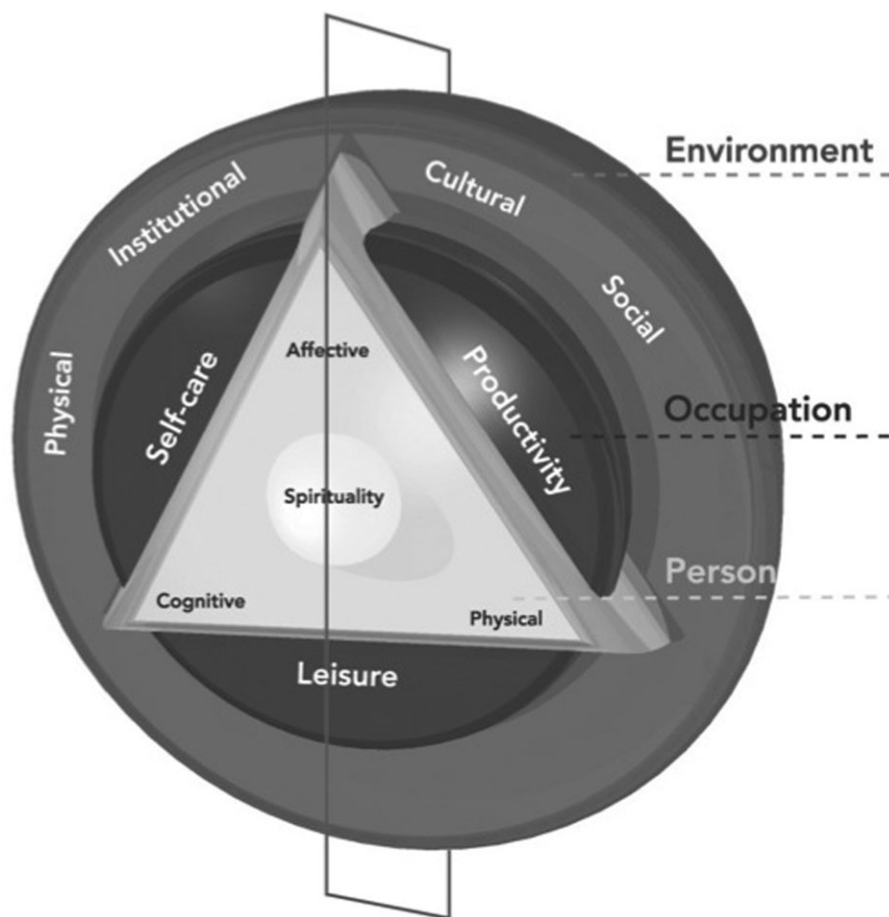 Environment
Cultural
Institutional
Social
Physical
Affective
Self-care
Productivity
Occupation
Spirituality
Person
Cognitive
Physical
Leisure